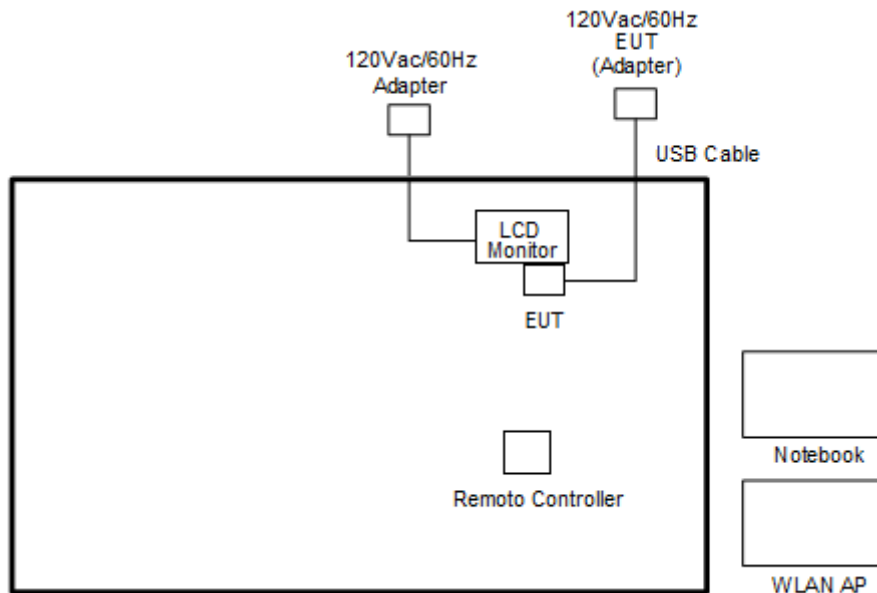 120Vac/60Hz
EUT
(Adapter)
120Vac/60Hz
Adapter
USB Cable
LCD
Monitor
EUT
Notebook
Remoto Controller
WLAN AP